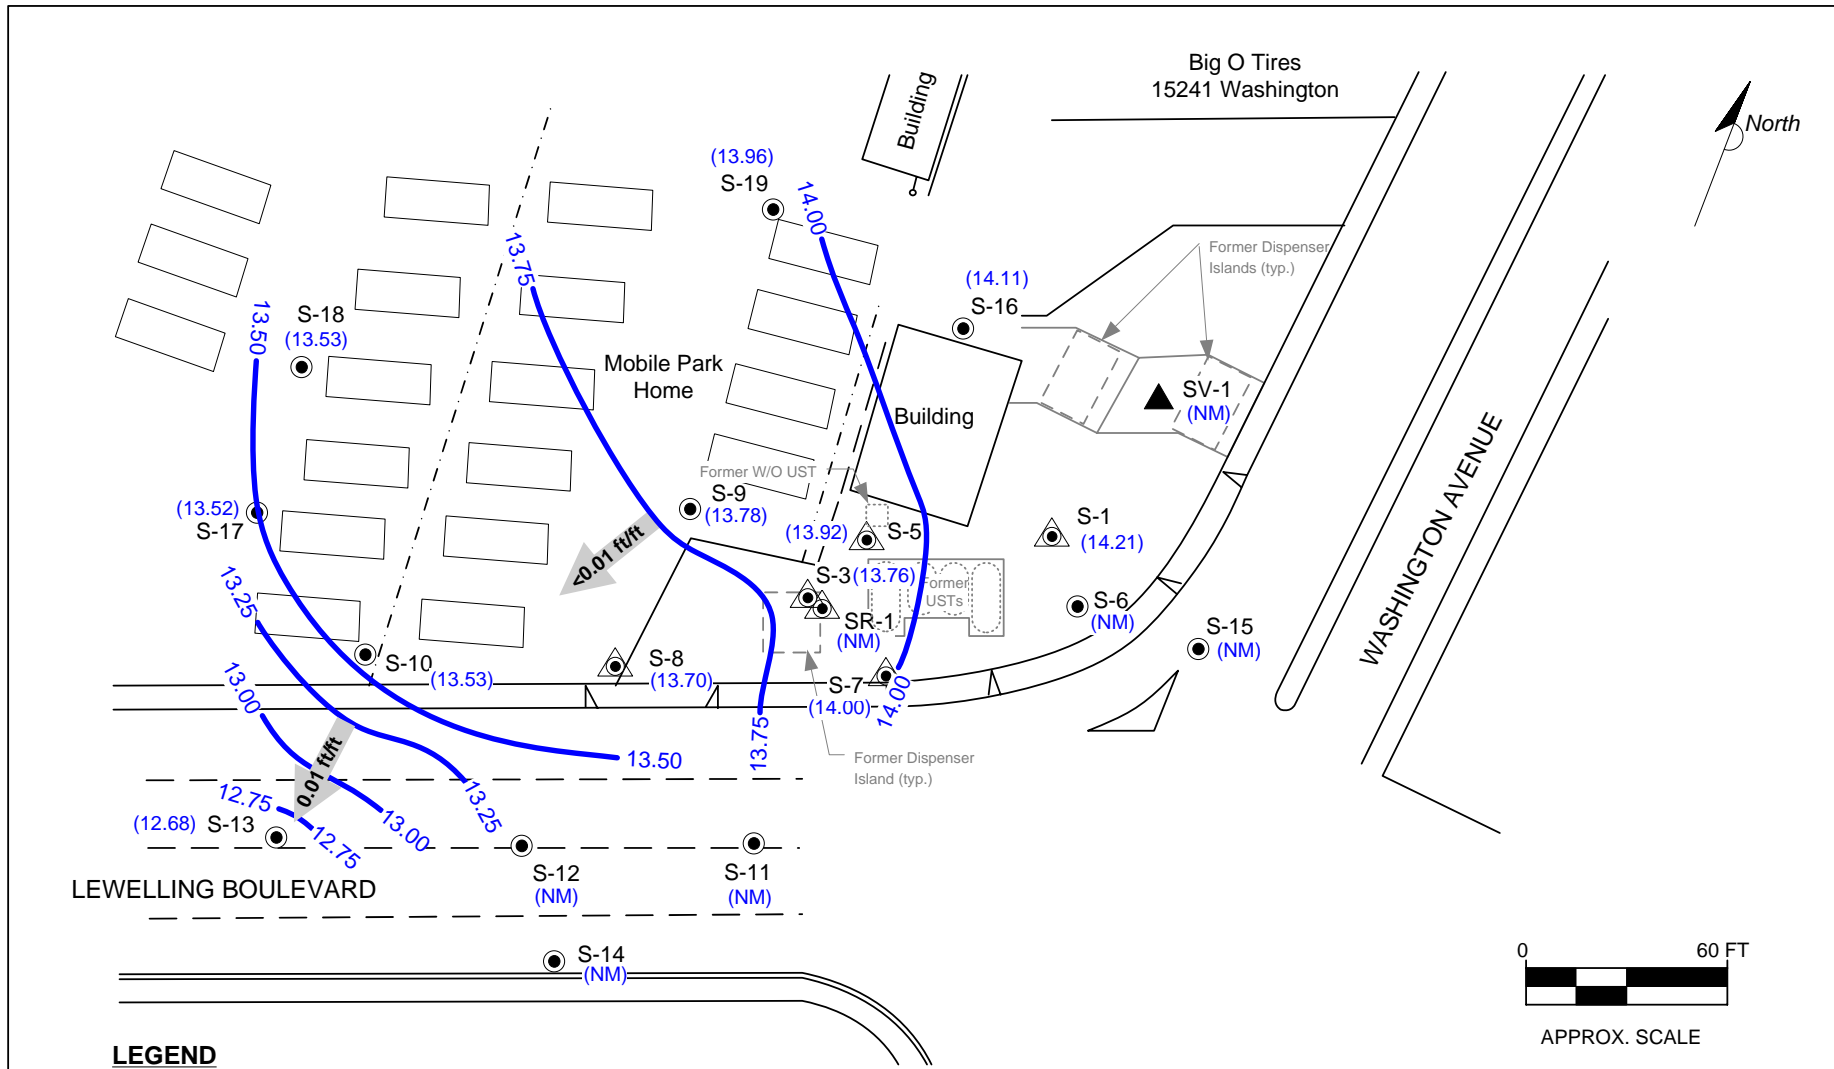 Big O Tires
15241 Washington
North
Building
(13.96)
S-19
14.00
13.75
Former Dispenser
Islands (typ.)
(14.11)
S-16
13.50
S-18
(13.53)
Mobile Park
Home
Building
SV-1
(NM)
WASHINGTON AVENUE
Former W/O UST
S-9
(13.78)
(13.52)
S-17
<0.01 ft/ft
(13.92)
S-5
S-1
(14.21)
S-3
(13.76)
Former
USTs
SR-1
(NM)
S-6
(NM)
S-15
(NM)
13.25
S-10
(13.53)
S-8
(13.70)
S-7
(14.00)
14.00
13.00
13.75
13.50
Former Dispenser
Island (typ.)
0.01 ft/ft
12.75
13.25
13.00
12.75
(12.68)
S-13
S-12
(NM)
S-11
(NM)
LEWELLING BOULEVARD
S-14
(NM)
0
60 FT
APPROX. SCALE
LEGEND